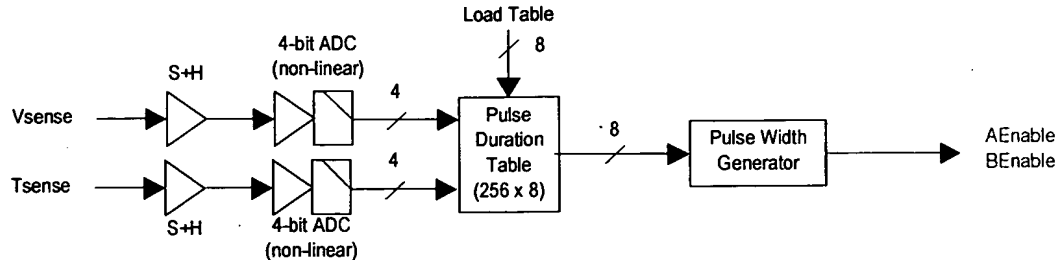 Load Table
8
4-bit ADC
(non-linear)
S+H
4
Vsense
Pulse
Duration
Table
(256 x 8)
8
Pulse Width
Generator
AEnable
BEnable
4
Tsense
S+H
4-bit ADC
(non-linear)